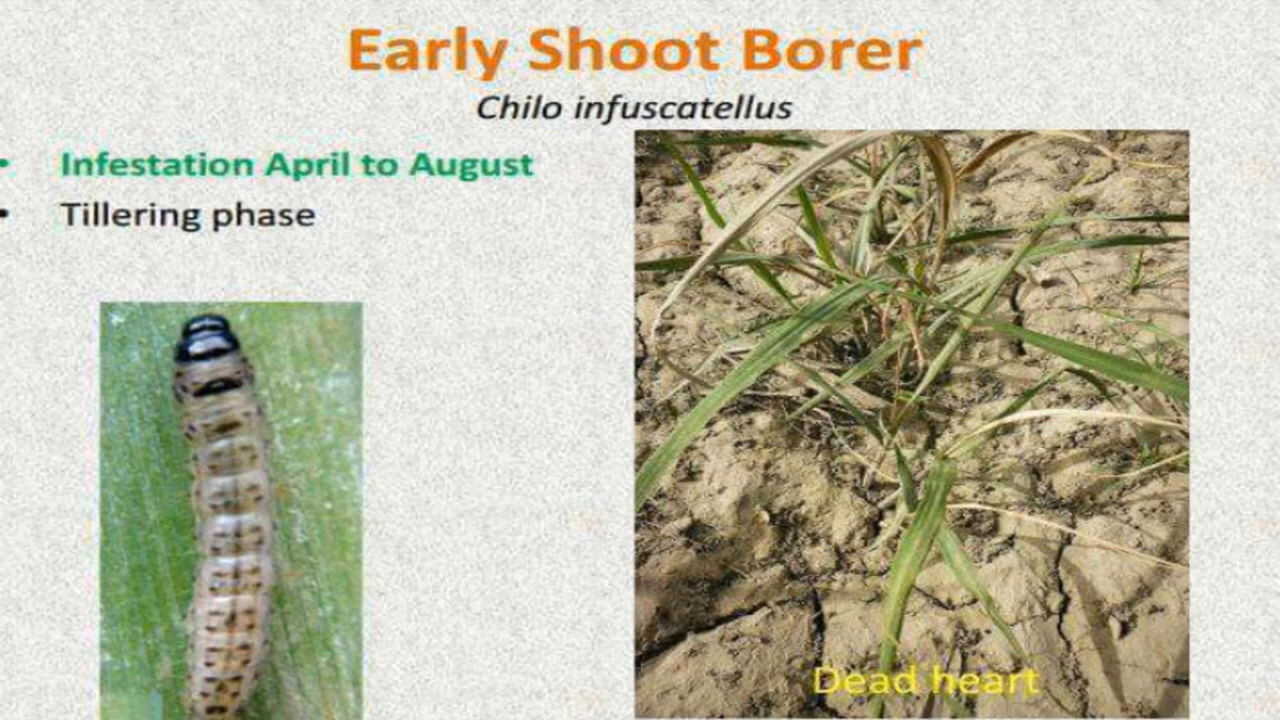 Early Shoot Borer
Chilo infuscatellus
• Infestation April to August
• Tillering phase
Dead heart